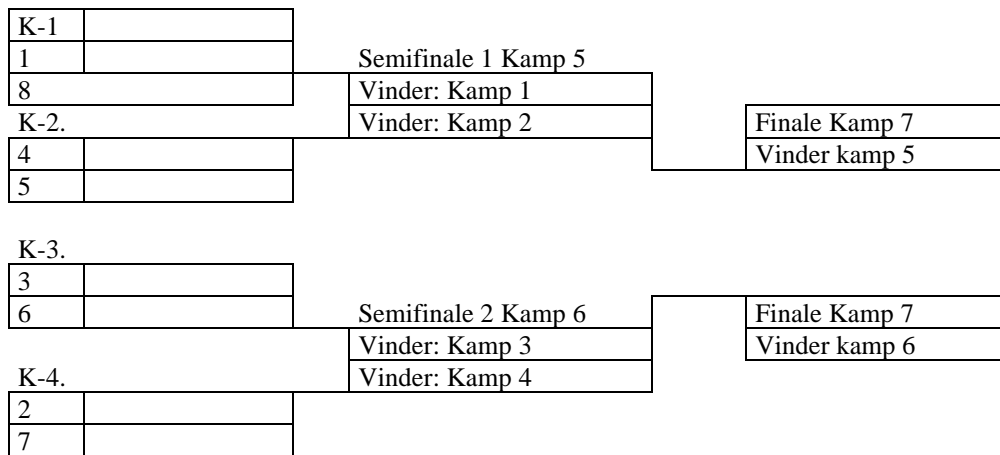 K-1
1 Semifinale 1 Kamp 5
8 Vinder: Kamp 1
K-2. Vinder: Kamp 2 Finale Kamp 7
4 Vinder kamp 5
5
K-3.
3
6 Semifinale 2 Kamp 6 Finale Kamp 7
Vinder: Kamp 3 Vinder kamp 6
K-4. Vinder: Kamp 4
2
7